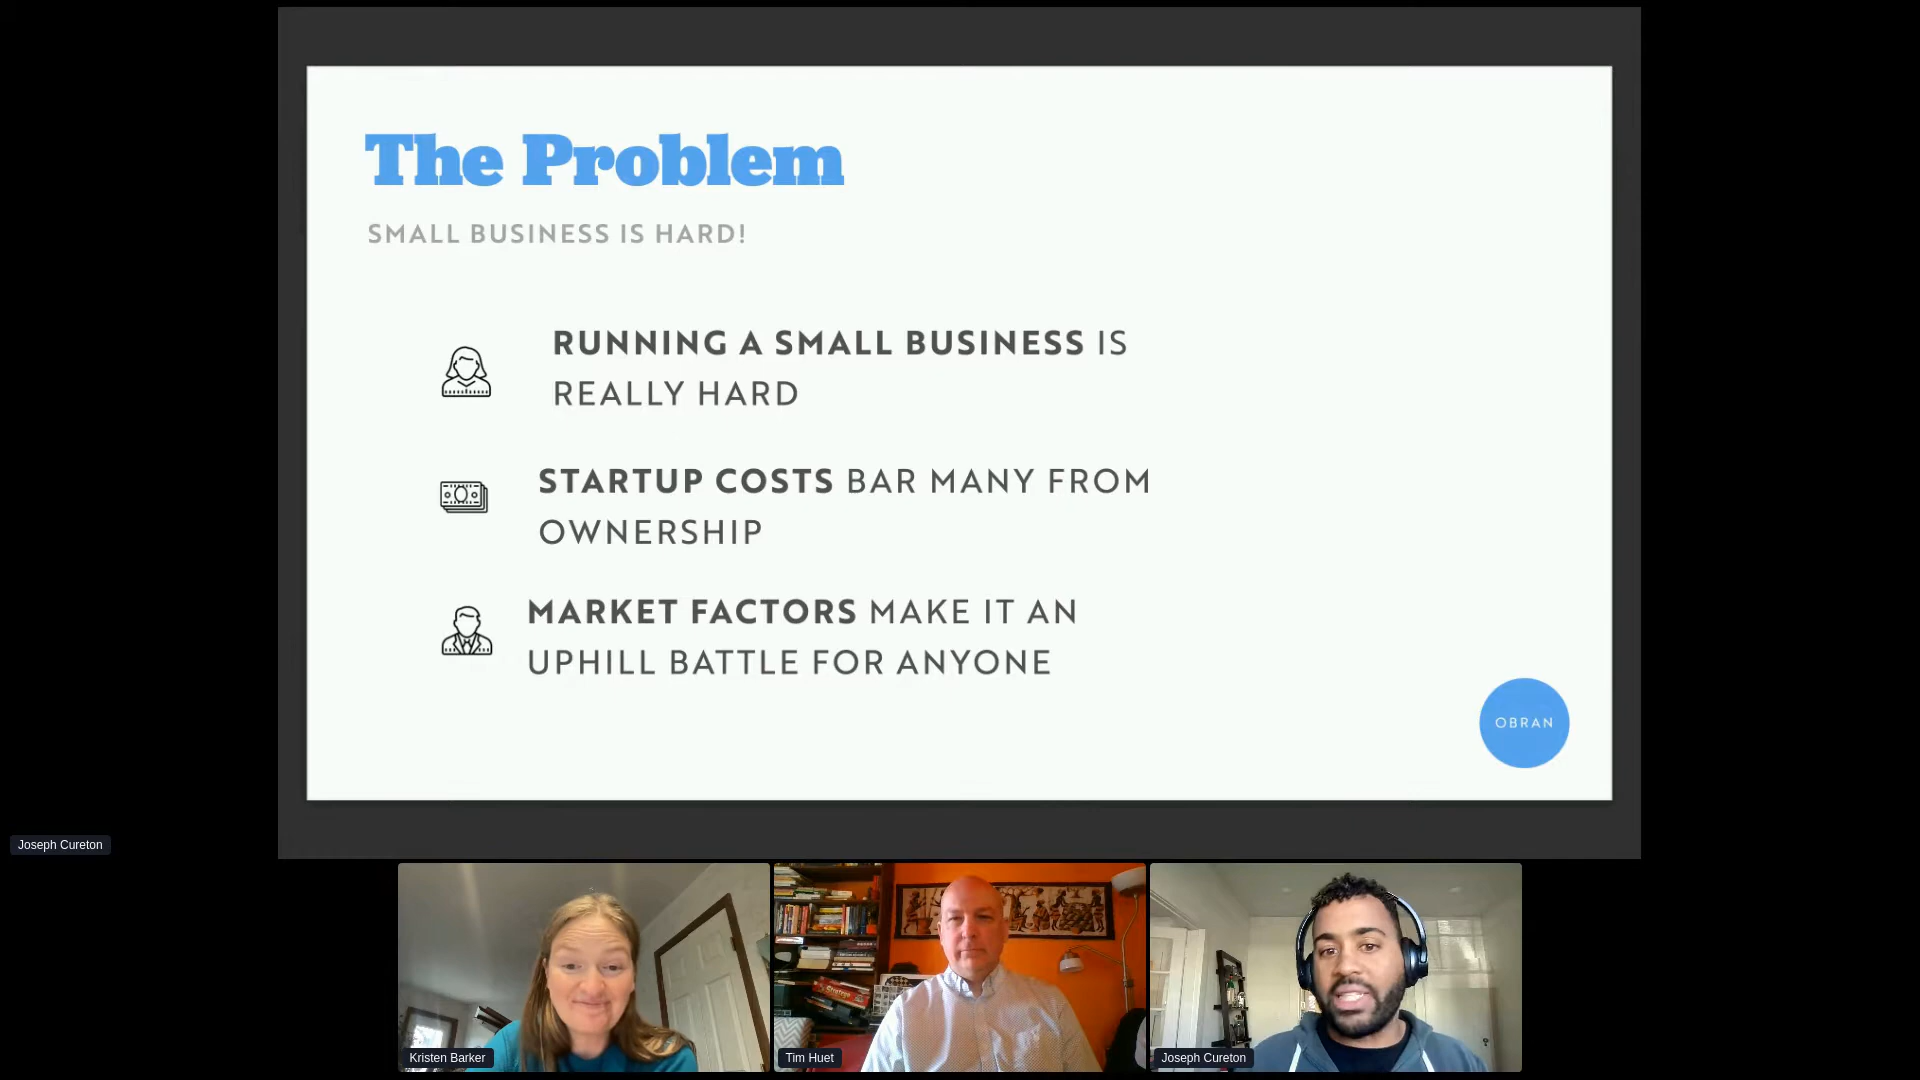 The Problem
SMALL BUSINESS IS HARD!
RUNNING A SMALL BUSINESS IS
REALLY HARD
STARTUP COSTS BAR MANY FROM
OWNERSHIP
MARKET FACTORS MAKE IT AN
UPHILL BATTLE FOR ANYONE
OBRAN
Joseph Cureton
Kristen Barker
Tim Huet
Joseph Cureton
Stratego